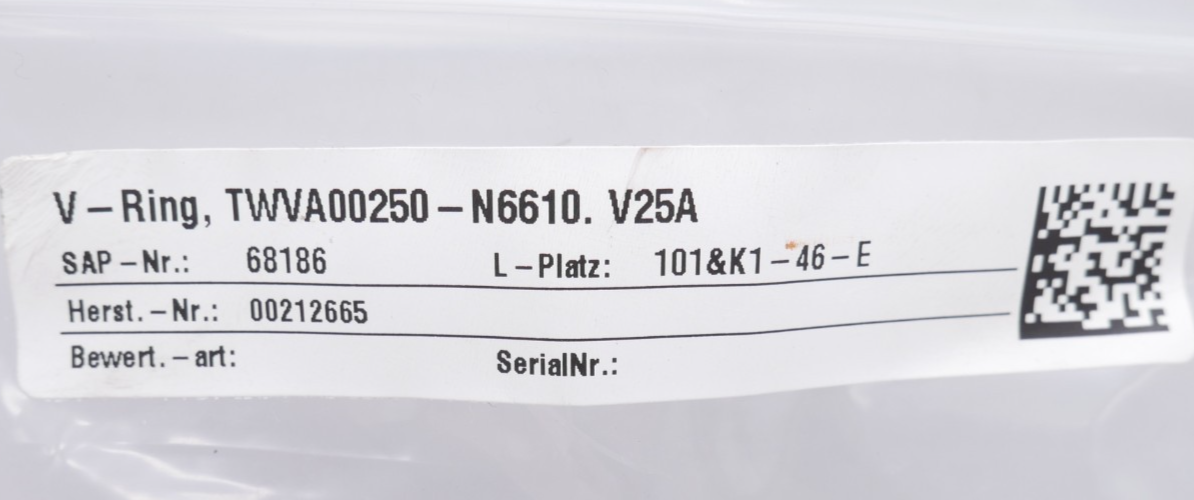 V-Ring, TWVA00250-N6610. V25A
SAP-Nr.: 68186 L-Platz: 101&K1-46-E
Herst.-Nr.: 00212665
Bewert.-art: SerialNr.: